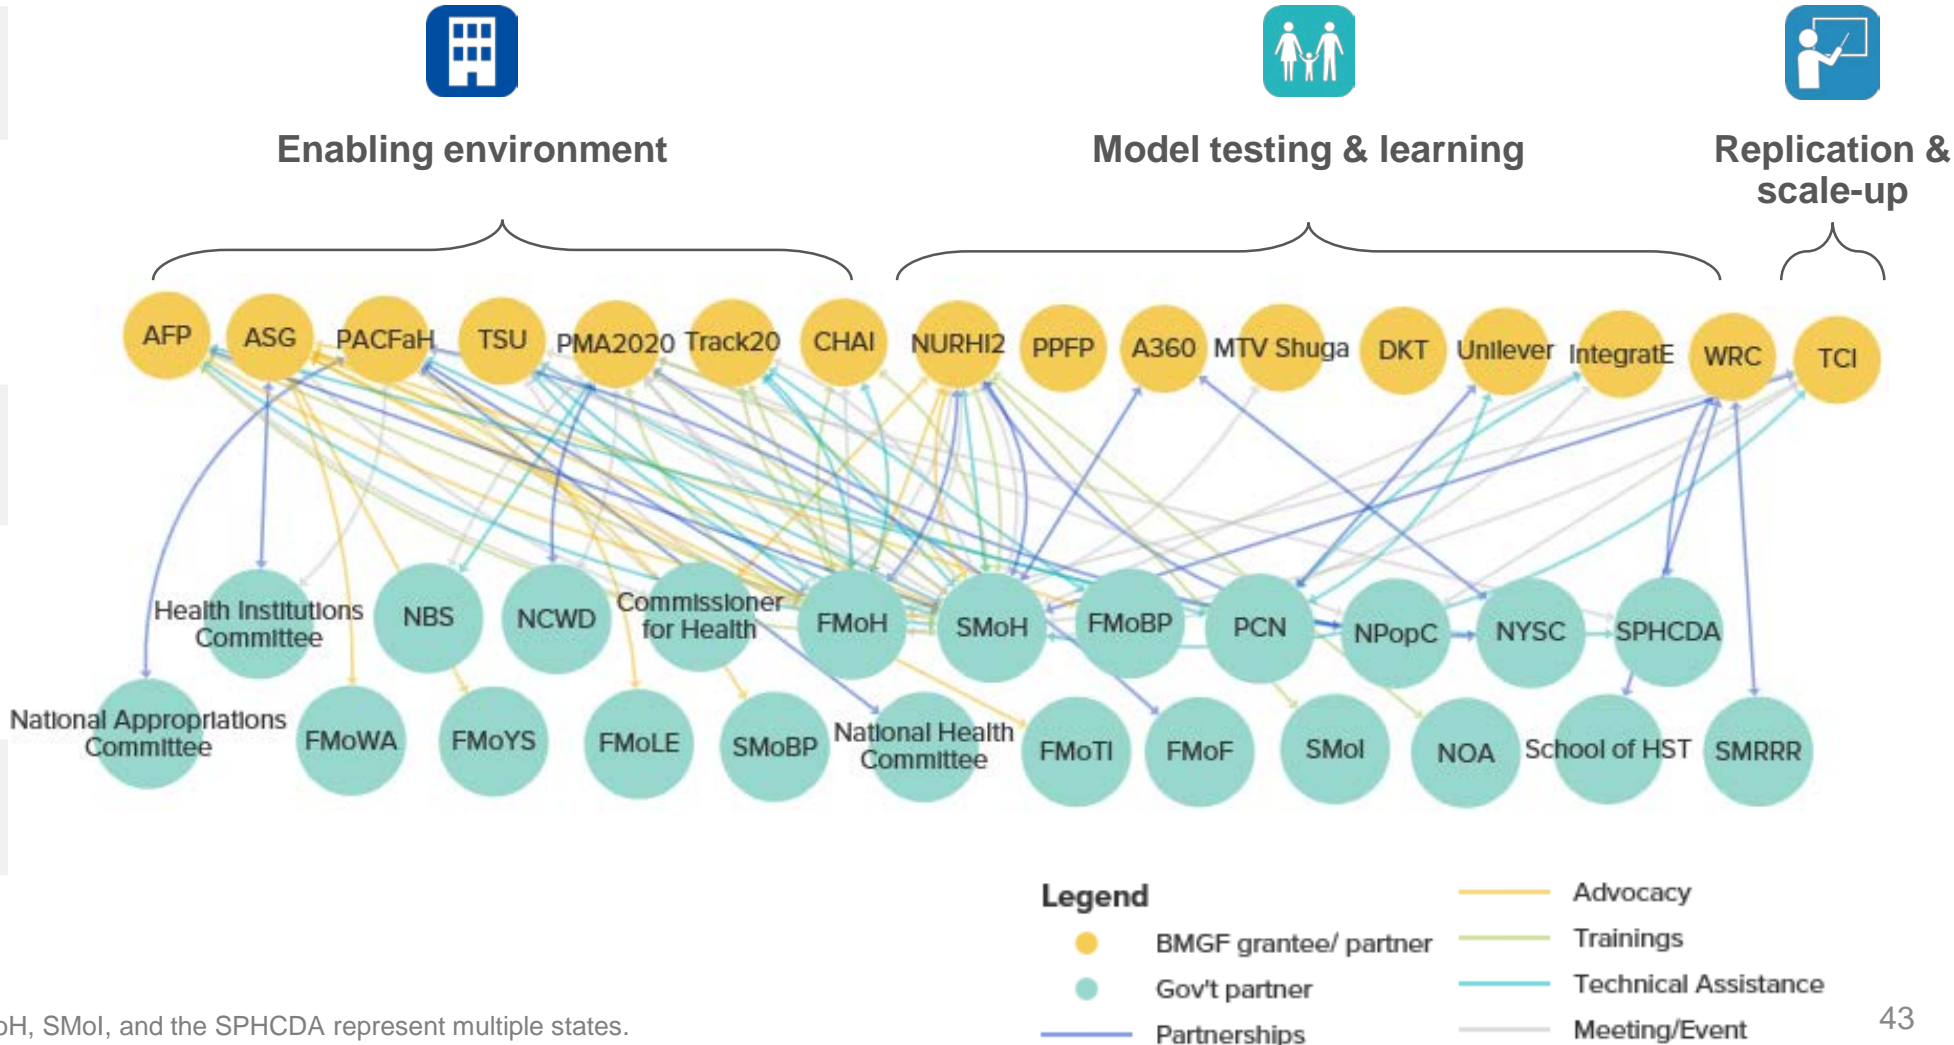 Enabling environment
Model testing & learning
Replication &
scale-up
AFP
ASG
PACFaH
TSU
PMA2020
Track20
CHAI
NURHI2
PPFP
A360
MTV Shuga
DKT
Unilever
IntegratE
WRC
TCI
Health Institutions
Committee
NBS
NCWD
Commissioner
for Health
FMoH
SMoH
FMoBP
PCN
NPopC
NYSC
SPHCDA
National Appropriations
Committee
FMoWA
FMoYS
FMoLE
SMoBP
National Health
Committee
FMoTI
FMoF
SMoI
NOA
School of HST
SMRRR
Legend
BMGF grantee/ partner
Gov't partner
Partnerships
Advocacy
Trainings
Technical Assistance
Meeting/Event
oH, SMoI, and the SPHCDA represent multiple states.
43